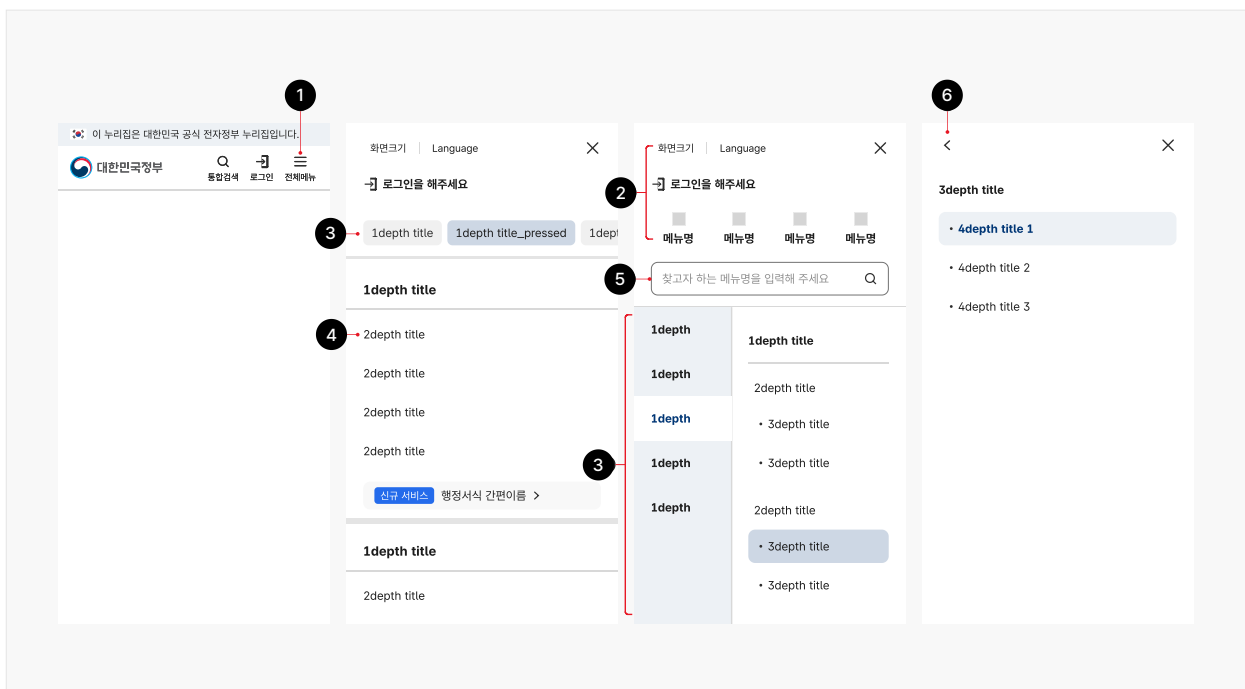 1
이 누리집은 대한민국 공식 전자정부 누리집입니다.
대한민국정부
통합검색 로그인 전체메뉴
화면크기 Language
로그인을 해주세요
3
1depth title 1depth title_pressed 1dept
1depth title
4
2depth title
2depth title
2depth title
2depth title
신규 서비스 행정서식 간편이름
1depth title
2depth title
화면크기 Language
2
로그인을 해주세요
메뉴명 메뉴명 메뉴명 메뉴명
5
찾고자 하는 메뉴명을 입력해 주세요
3
1depth
1depth
1depth
1depth
1depth
1depth title
2depth title
• 3depth title
• 3depth title
2depth title
• 3depth title
• 3depth title
6
3depth title
• 4depth title 1
• 4depth title 2
• 4depth title 3